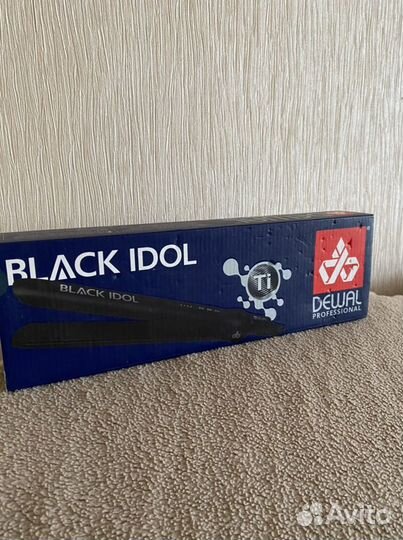 BLACK IDOL
BLACK IDOL
Ti
DEWAL
PROFESSIONAL
Avito